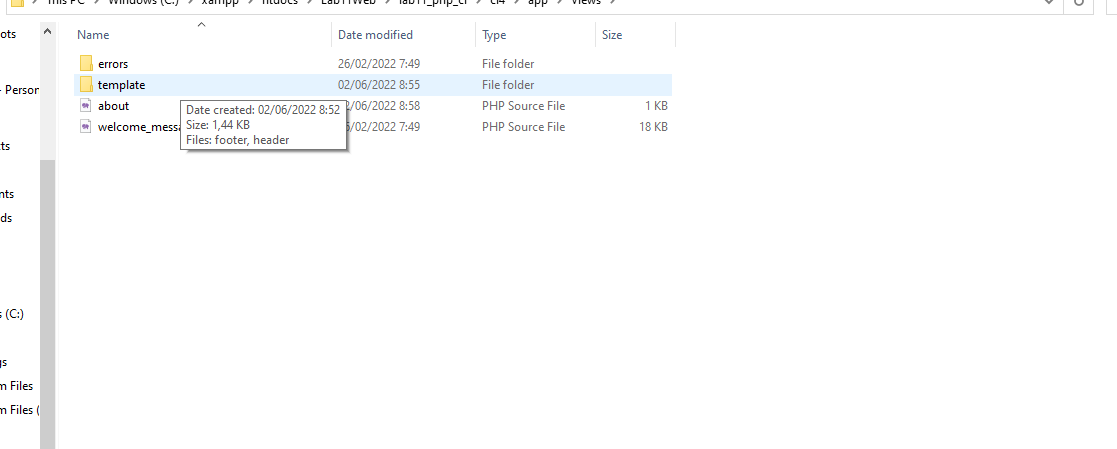 This PC > Windows (C:) > xampp > htdocs > Lab11Web > lab11_php_ci > ci4 > app > Views >
Name Date modified Type Size
errors 26/02/2022 7:49 File folder
template 02/06/2022 8:55 File folder
about 02/06/2022 8:58 PHP Source File 1 KB
welcome_messa 6/02/2022 7:49 PHP Source File 18 KB
Date created: 02/06/2022 8:52
Size: 1,44 KB
Files: footer, header
ots
- Person
ts
nts
ds
s (C:)
gs
m Files
m Files (